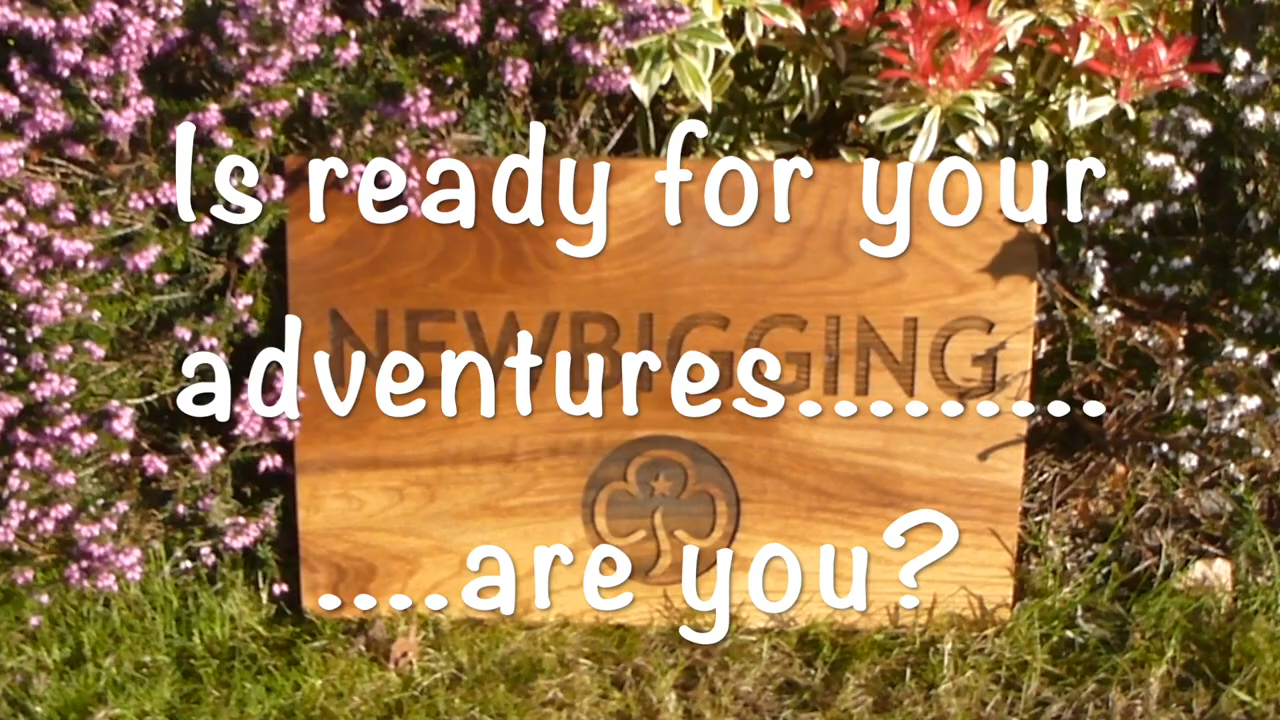 Is ready for your
NEWBIGGING
adventures.........
....are you?